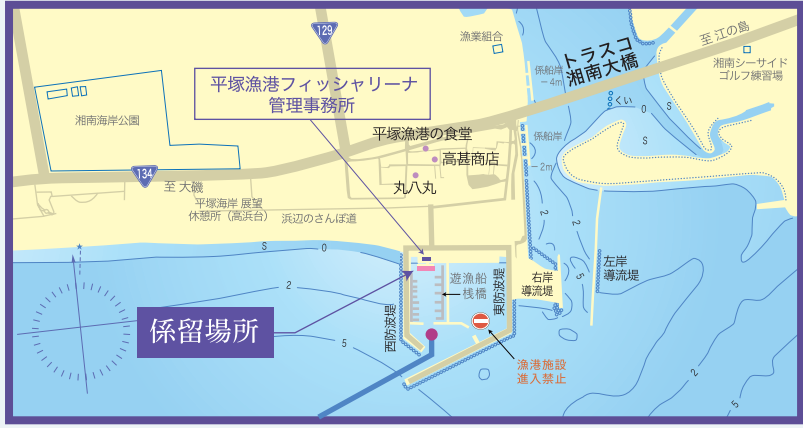 129
漁業組合
至 江の島
トラスコ
湘南大橋
湘南シーサイド
ゴルフ練習場
係船岸
-4m
くい
0
S
S
平塚漁港フィッシャリーナ
管理事務所
湘南海岸公園
平塚漁港の食堂
高甚商店
丸八丸
係船岸
-2m
134
至 大磯
平塚海岸 展望
休憩所（高浜台）
浜辺のさんぽ道
2
2
5
S
0
2
5
遊漁船
桟橋
東防波堤
西防波堤
右岸
導流堤
左岸
導流堤
係留場所
漁港施設
進入禁止
2
5